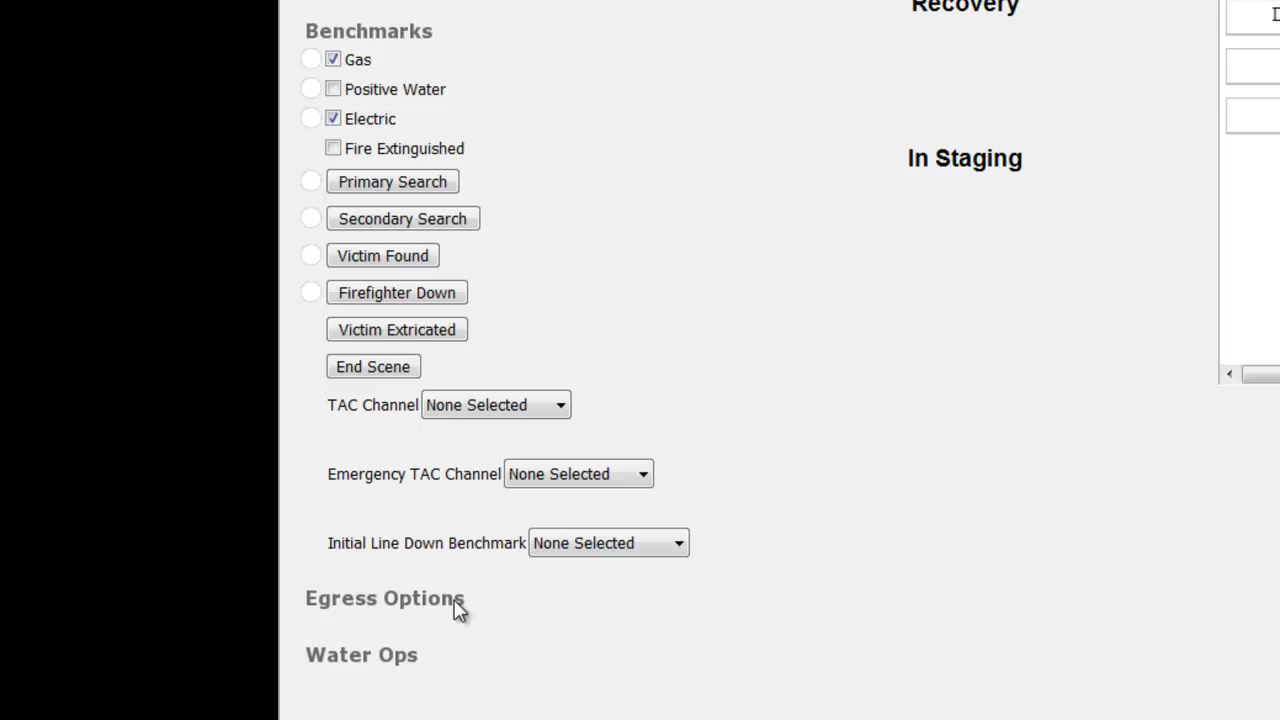 Recovery
Benchmarks
Gas
Positive Water
Electric
Fire Extinguished
In Staging
Primary Search
Secondary Search
Victim Found
Firefighter Down
Victim Extricated
End Scene
TAC Channel None Selected
Emergency TAC Channel None Selected
Initial Line Down Benchmark None Selected
Egress Options
Water Ops